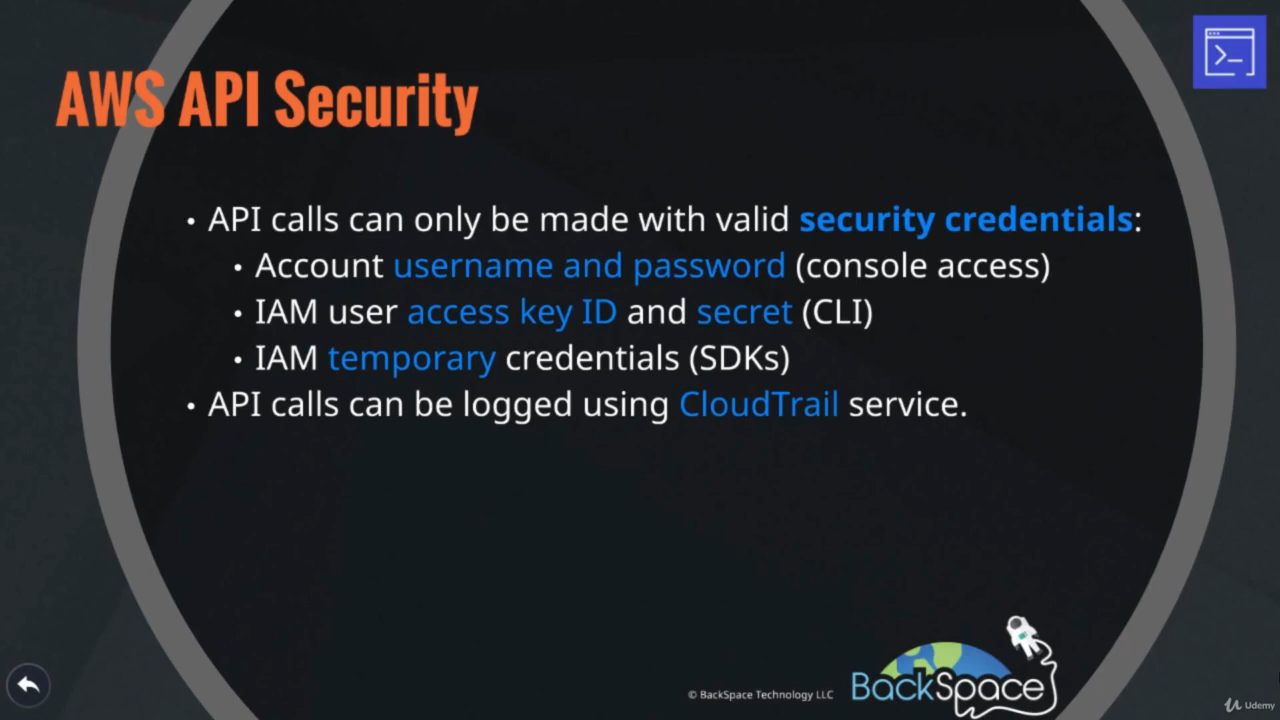 AWS API Security
• API calls can only be made with valid security credentials:
• Account username and password (console access)
• IAM user access key ID and secret (CLI)
• IAM temporary credentials (SDKs)
• API calls can be logged using CloudTrail service.
© BackSpace Technology LLC
BackSpace
Udemy